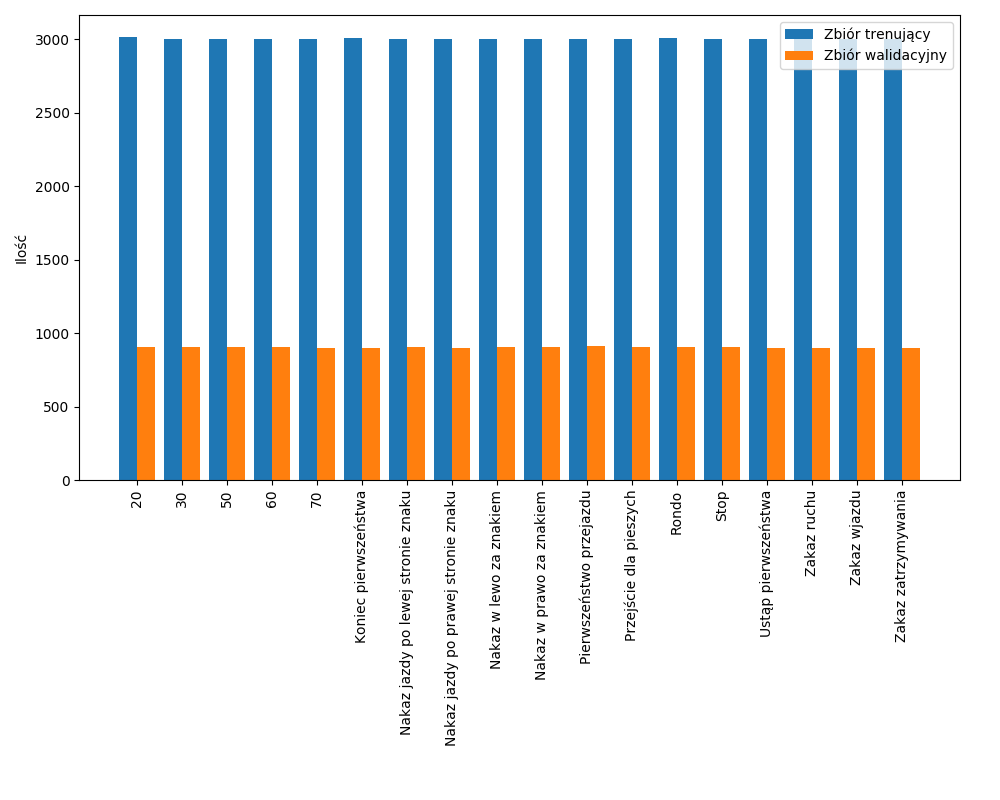 Zbiór trenujący
Zbiór walidacyjny
Ilość
3000
2500
2000
1500
1000
500
0
20
30
50
60
70
Koniec pierwszeństwa
Nakaz jazdy po lewej stronie znaku
Nakaz jazdy po prawej stronie znaku
Nakaz w lewo za znakiem
Nakaz w prawo za znakiem
Pierwszeństwo przejazdu
Przejście dla pieszych
Rondo
Stop
Ustąp pierwszeństwa
Zakaz ruchu
Zakaz wjazdu
Zakaz zatrzymywania